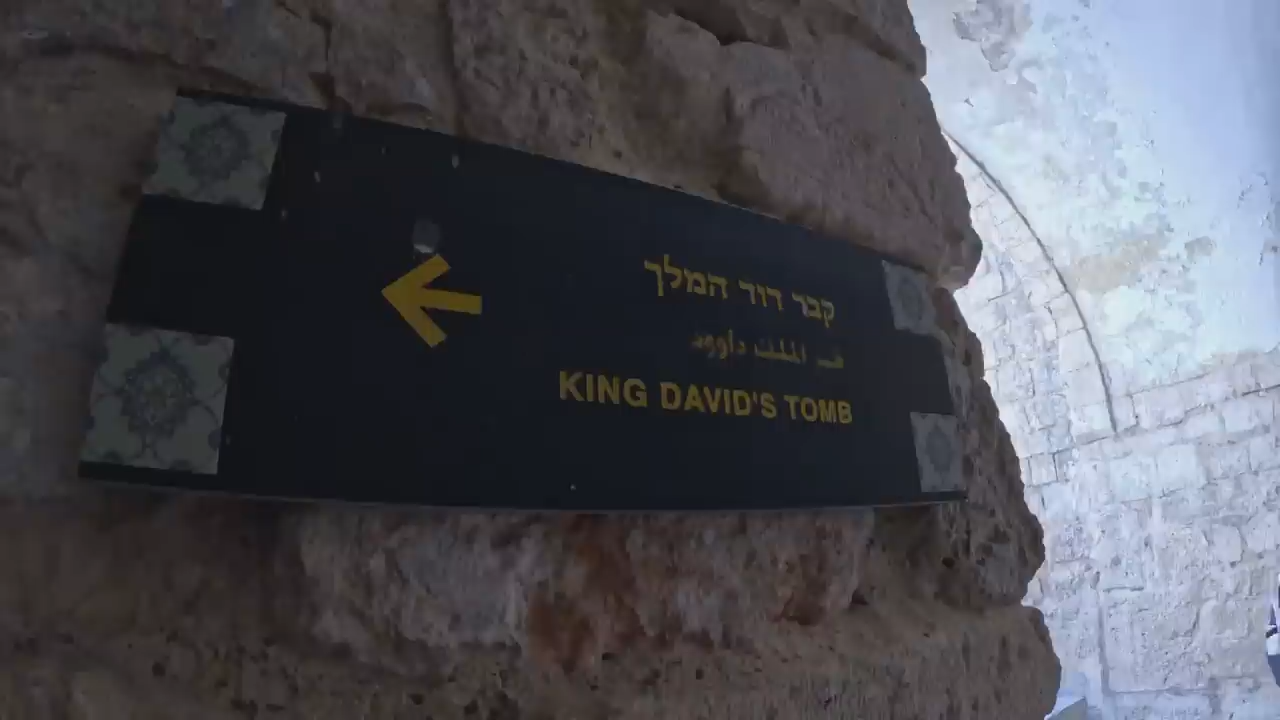 קבר דוד המלך
قبر الملك داوود
KING DAVID'S TOMB